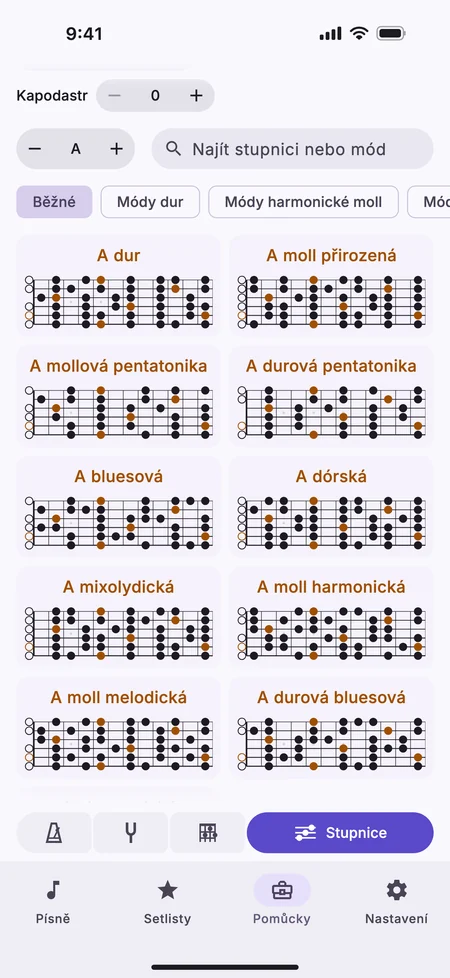 9:41
Kapodastr
0
A
Najít stupnici nebo mód
Běžné
Módy dur
Módy harmonické moll
A dur
A moll přirozená
A mollová pentatonika
A durová pentatonika
A bluesová
A dórská
A mixolydická
A moll harmonická
A moll melodická
A durová bluesová
Stupnice
Písně
Setlisty
Pomůcky
Nastavení